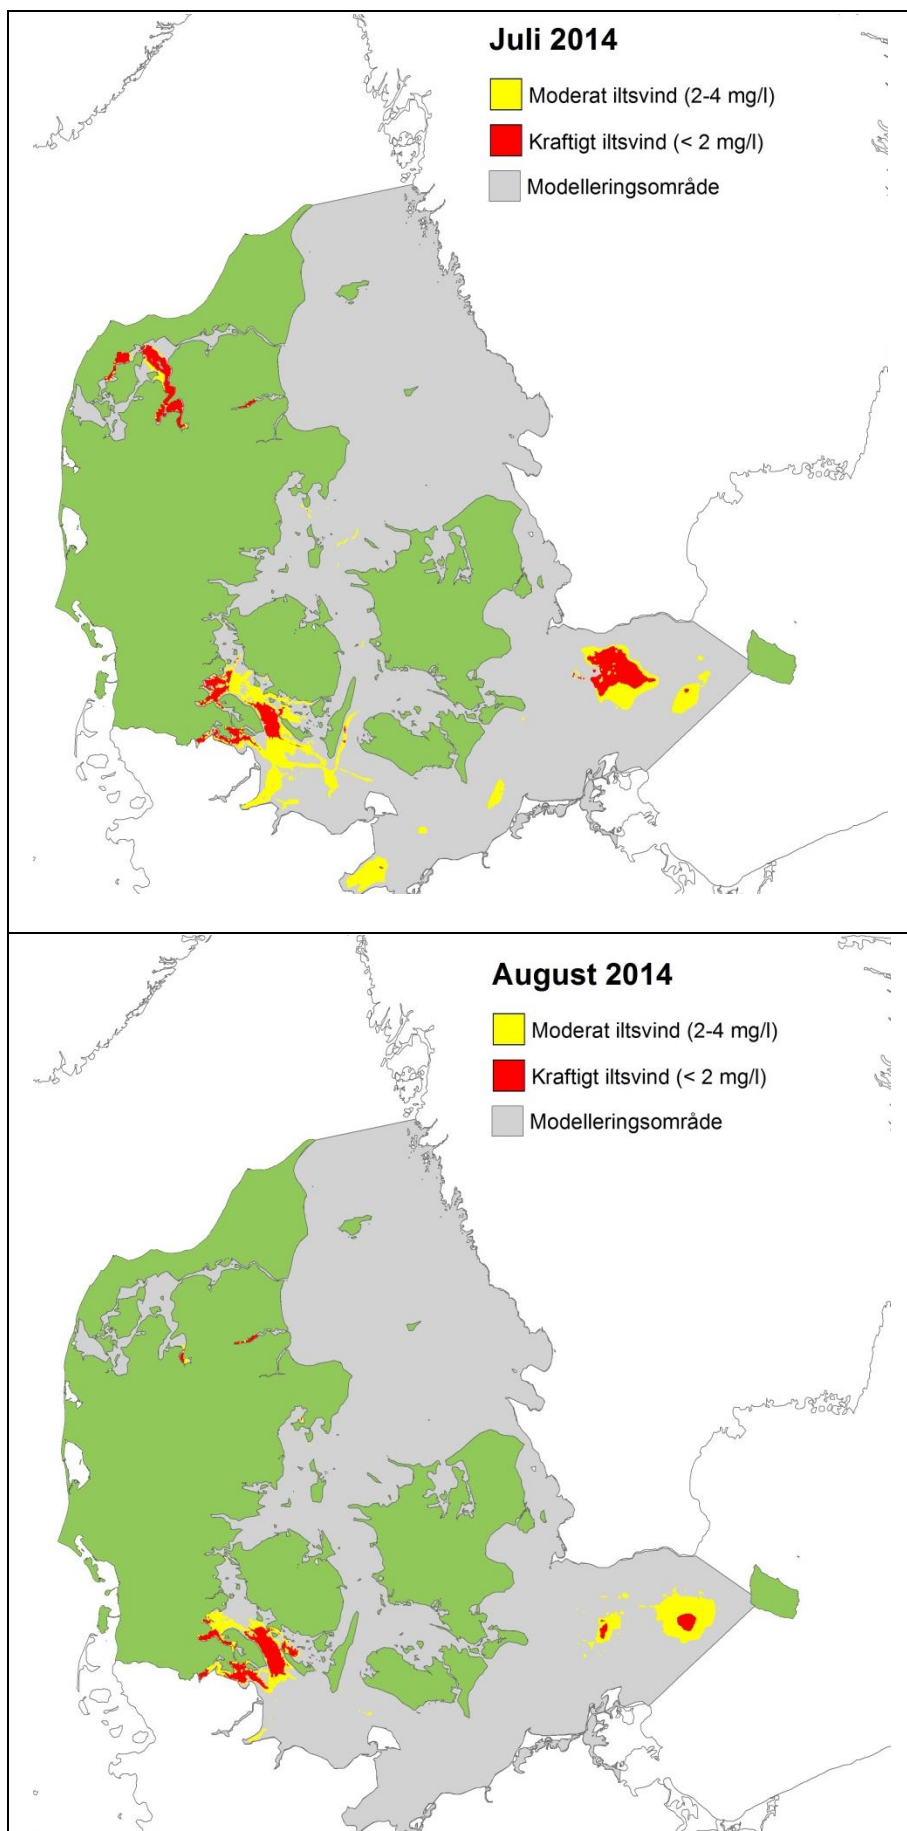 Juli 2014
Moderat iltsvind (2-4 mg/l)
Kraftigt iltsvind (< 2 mg/l)
Modelleringsområde
August 2014
Moderat iltsvind (2-4 mg/l)
Kraftigt iltsvind (< 2 mg/l)
Modelleringsområde